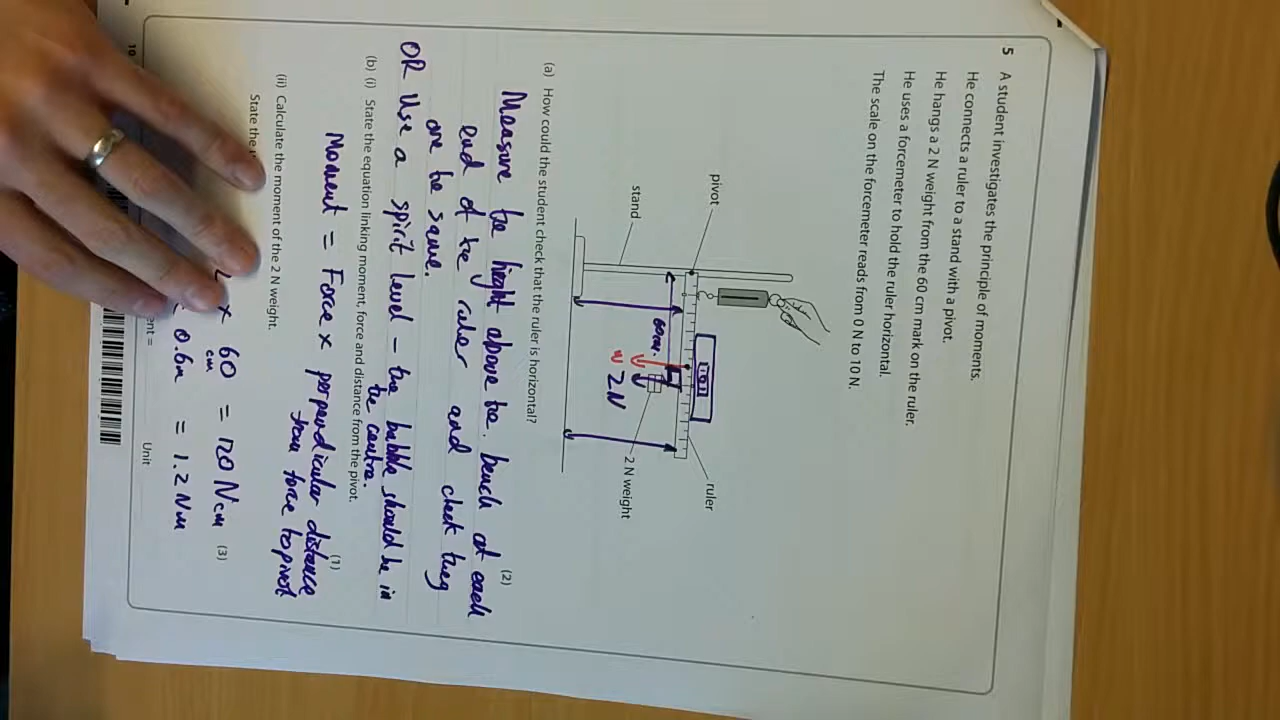 5 A student investigates the principle of moments.
He connects a ruler to a stand with a pivot.
He hangs a 2 N weight from the 60 cm mark on the ruler.
He uses a forcemeter to hold the ruler horizontal.
The scale on the forcemeter reads from 0 N to 10 N.
pivot
ruler
stand
60cm.
2N
2 N weight
(a) How could the student check that the ruler is horizontal?
(2)
Measure the height above the bench at each
end of the ruler and check they
are the same.
OR Use a spirit level - the bubble should be in
the centre.
(b) (i) State the equation linking moment, force and distance from the pivot.
(1)
Moment = Force x perpendicular distance
from force to pivot
(ii) Calculate the moment of the 2 N weight.
State the
(3)
x 60 cm = 120 Ncm
0.6m = 1.2 Nm
ent =
Unit
10